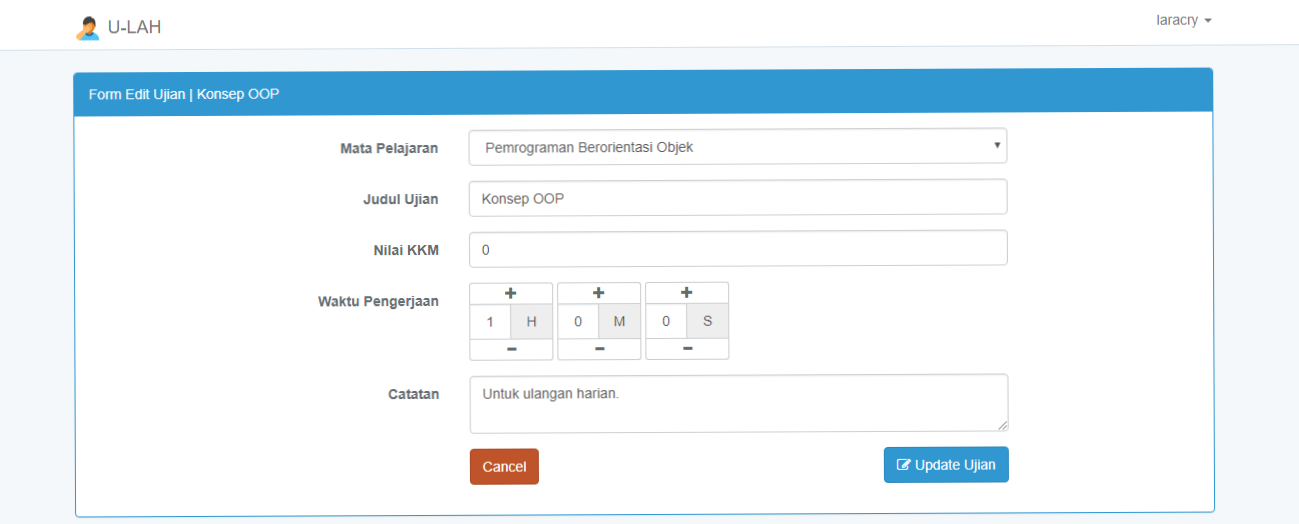 U-LAH
laracry
Form Edit Ujian | Konsep OOP
Mata Pelajaran
Pemrograman Berorientasi Objek
Judul Ujian
Konsep OOP
Nilai KKM
0
Waktu Pengerjaan
+ + +
1 H 0 M 0 S
− − −
Catatan
Untuk ulangan harian.
Cancel
Update Ujian